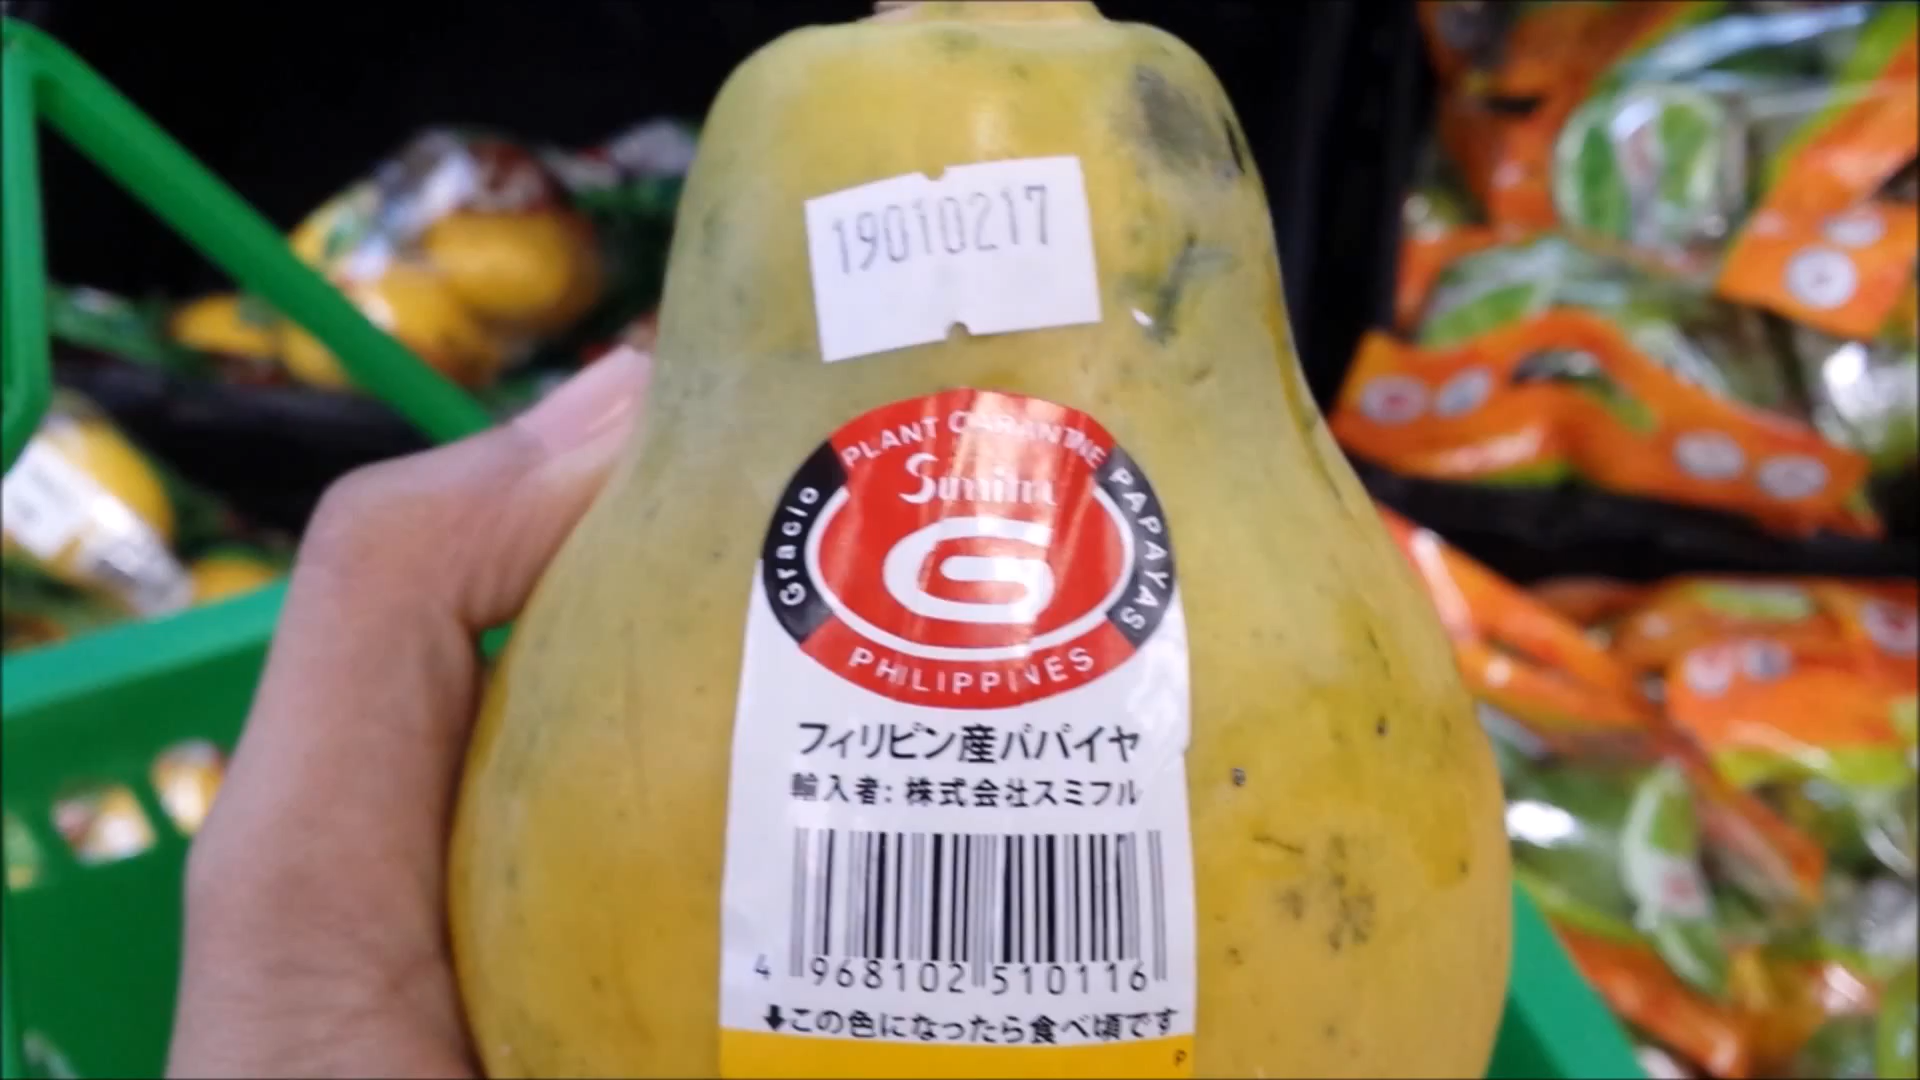 19010217
PLANT QARANTINE PAPAYAS
Gracio
G
PHILIPPINES
フィリピン産パパイヤ
輸入者: 株式会社スミフル
4 968102 510116
↓この色になったら食べ頃です
P